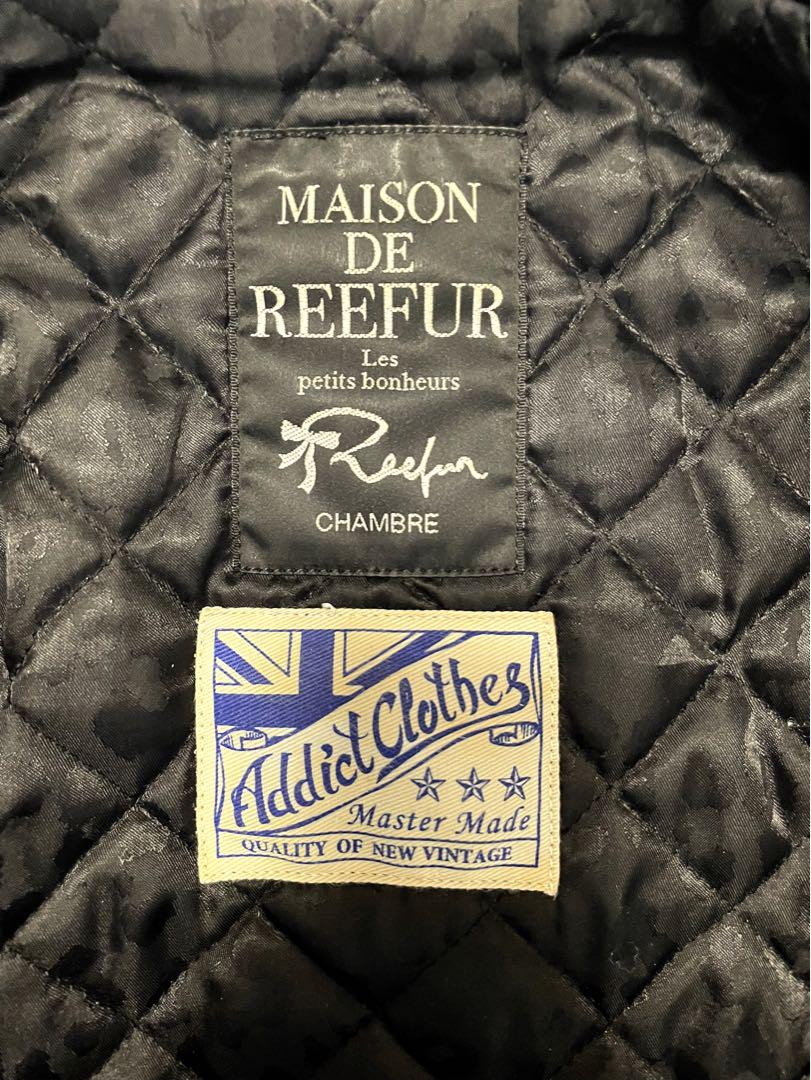 MAISON
DE
REEFUR
Les
petits bonheurs
Reefur
CHAMBRE
Addict Clothes
Master Made
QUALITY OF NEW VINTAGE